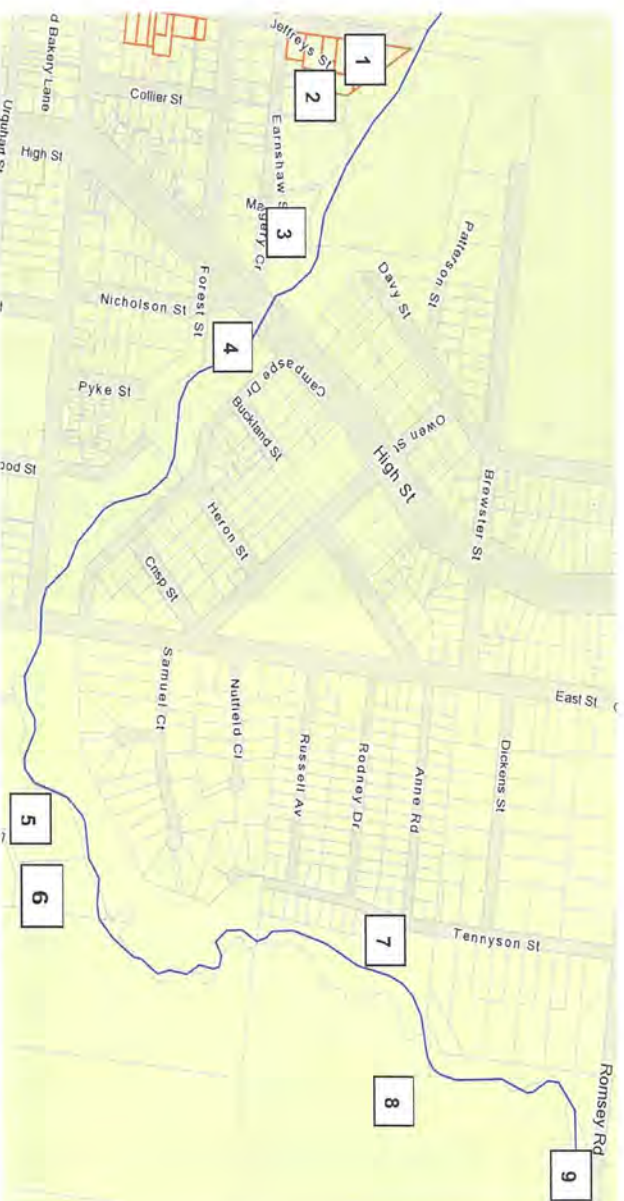 Jeffreys St
1
2
d Bakery Lane
Collier St
Urquhart St
High St
Earnshaw S
Magery Cr
3
Patterson St
Davy St
Forest St
Nicholson St
4
Campaspe Dr
Pyke St
Buckland St
Owen St
High St
Brewster St
ood St
Heron St
Crisp St
East St
Samuel Ct
Nutfield Cl
Russell Av
Rodney Dr
Anne Rd
Dickens St
5
6
7
Tennyson St
8
Romsey Rd
9